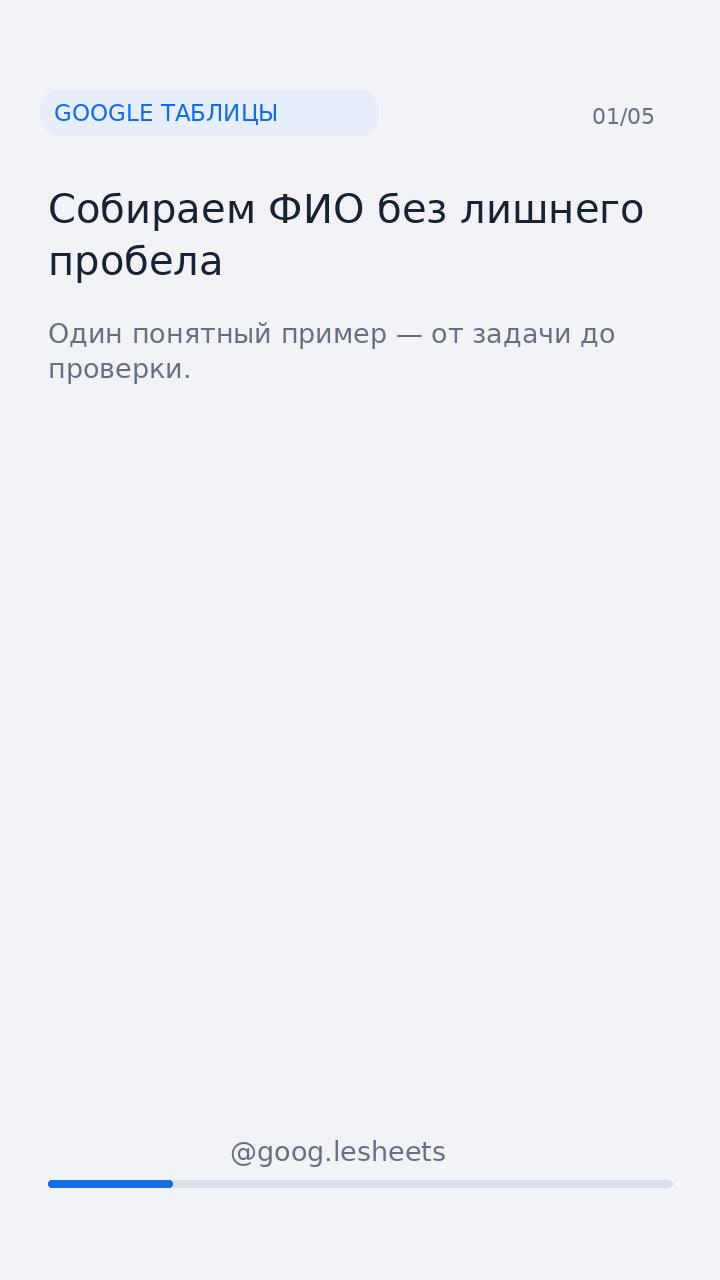 GOOGLE ТАБЛИЦЫ
01/05
Собираем ФИО без лишнего
пробела
Один понятный пример — от задачи до
проверки.
@goog.lesheets